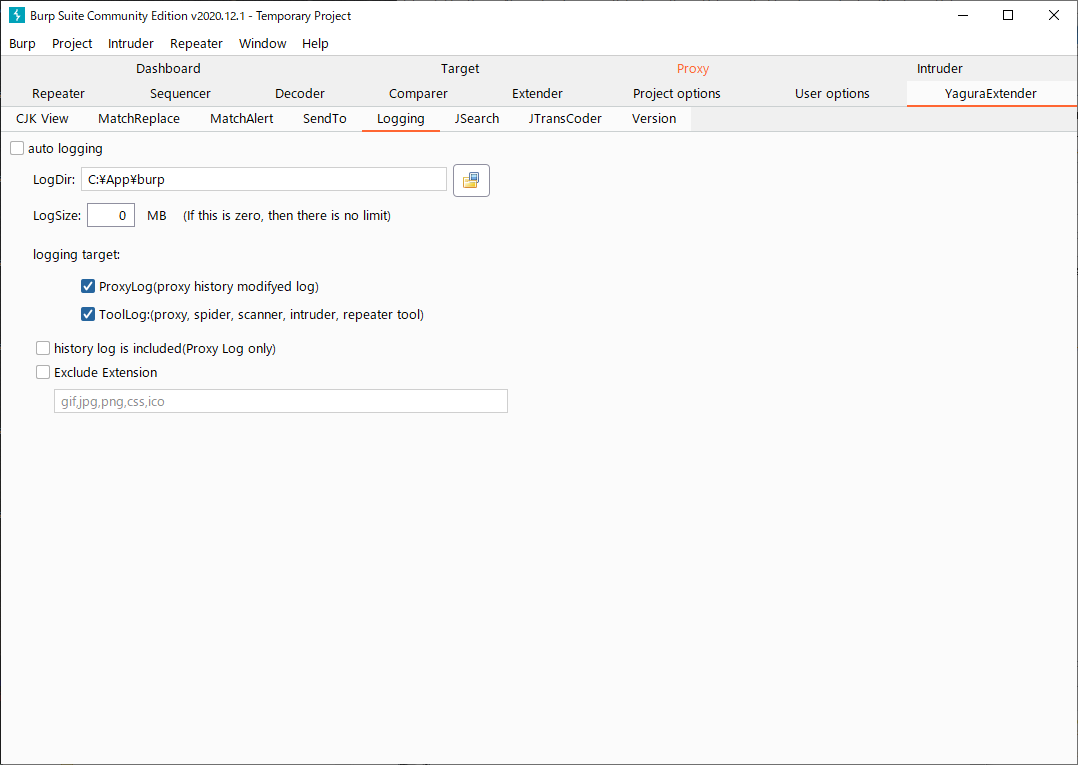 Burp Suite Community Edition v2020.12.1 - Temporary Project
Burp Project Intruder Repeater Window Help
Dashboard Target Proxy Intruder
Repeater Sequencer Decoder Comparer Extender Project options User options YaguraExtender
CJK View MatchReplace MatchAlert SendTo Logging JSearch JTransCoder Version
auto logging
LogDir: C:¥App¥burp
LogSize: 0 MB (If this is zero, then there is no limit)
logging target:
ProxyLog(proxy history modifyed log)
ToolLog:(proxy, spider, scanner, intruder, repeater tool)
history log is included(Proxy Log only)
Exclude Extension
gif,jpg,png,css,ico